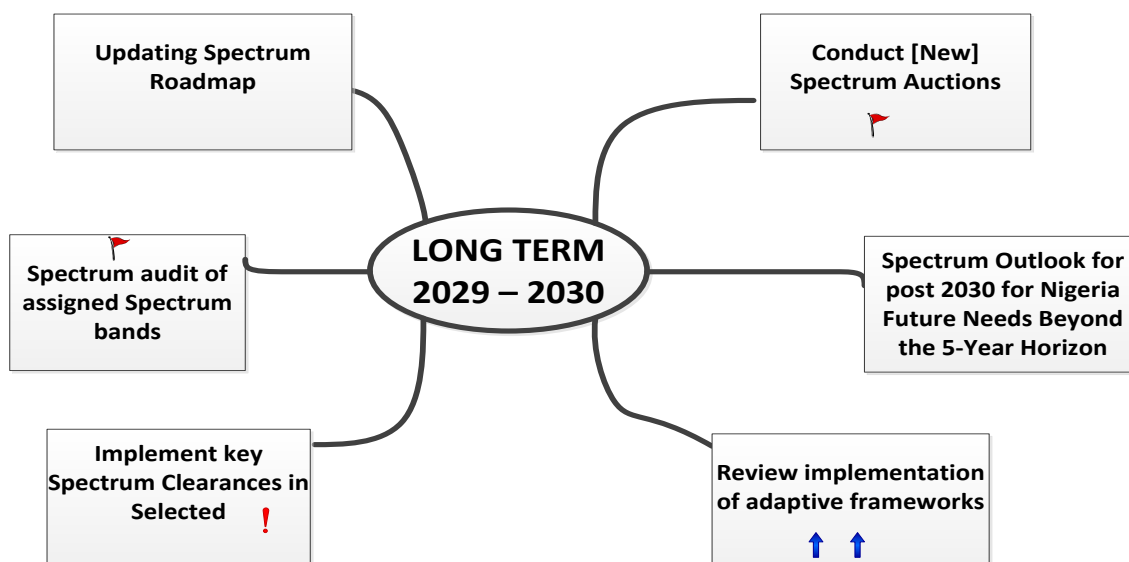 Updating Spectrum
Roadmap
Conduct [New]
Spectrum Auctions
LONG TERM
2029 – 2030
Spectrum audit of
assigned Spectrum
bands
Spectrum Outlook for
post 2030 for Nigeria
Future Needs Beyond
the 5-Year Horizon
Implement key
Spectrum Clearances in
Selected
Review implementation
of adaptive frameworks